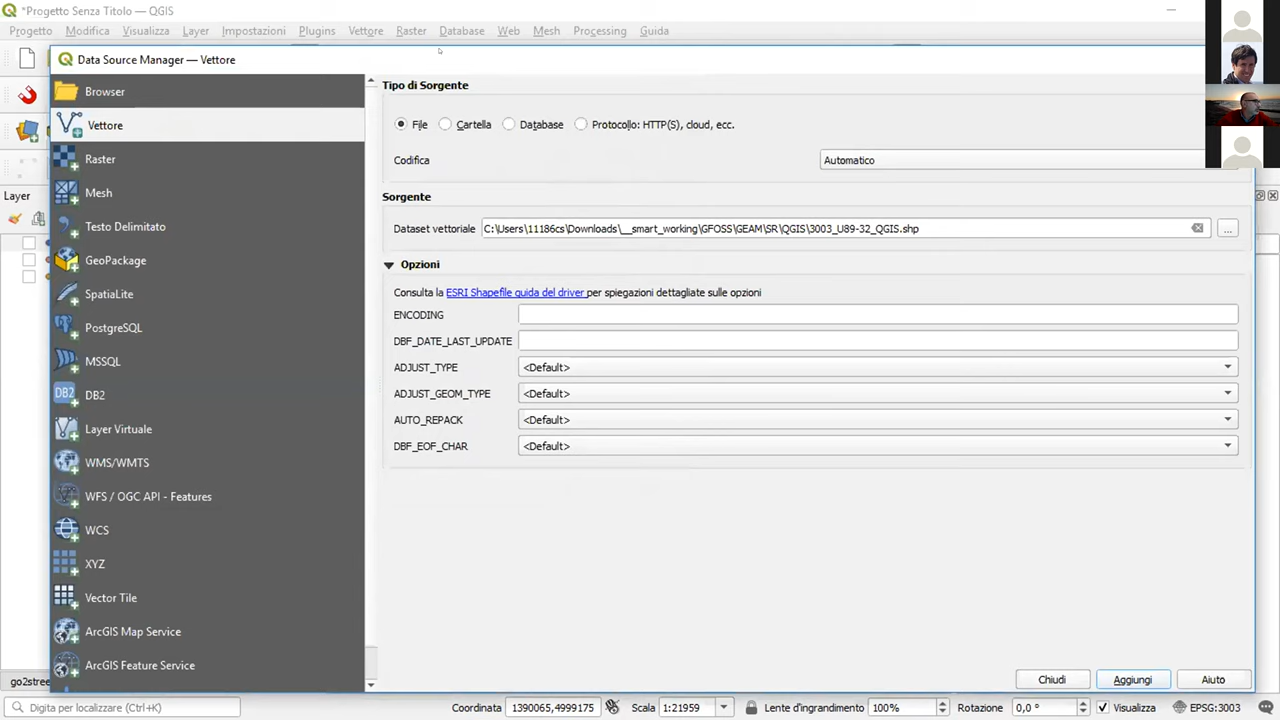 *Progetto Senza Titolo — QGIS
Progetto Modifica Visualizza Layer Impostazioni Plugins Vettore Raster Database Web Mesh Processing Guida
Data Source Manager — Vettore
Browser
Vettore
Raster
Mesh
Testo Delimitato
GeoPackage
SpatiaLite
PostgreSQL
MSSQL
DB2
DB2
Layer Virtuale
WMS/WMTS
WFS / OGC API - Features
WCS
XYZ
Vector Tile
ArcGIS Map Service
ArcGIS Feature Service
Layer
Tipo di Sorgente
File Cartella Database Protocollo: HTTP(S), cloud, ecc.
Codifica Automatico
Sorgente
Dataset vettoriale C:\Users\11186cs\Downloads\__smart_working\GFOSS\GEAM\SR\QGIS\3003_U89-32_QGIS.shp ...
Opzioni
Consulta la ESRI Shapefile guida del driver per spiegazioni dettagliate sulle opzioni
ENCODING
DBF_DATE_LAST_UPDATE
ADJUST_TYPE <Default>
ADJUST_GEOM_TYPE <Default>
AUTO_REPACK <Default>
DBF_EOF_CHAR <Default>
Chiudi Aggiungi Aiuto
go2stree
Digita per localizzare (Ctrl+K) Coordinata 1390065,4999175 Scala 1:21959 Lente d'ingrandimento 100% Rotazione 0,0 ° Visualizza EPSG:3003